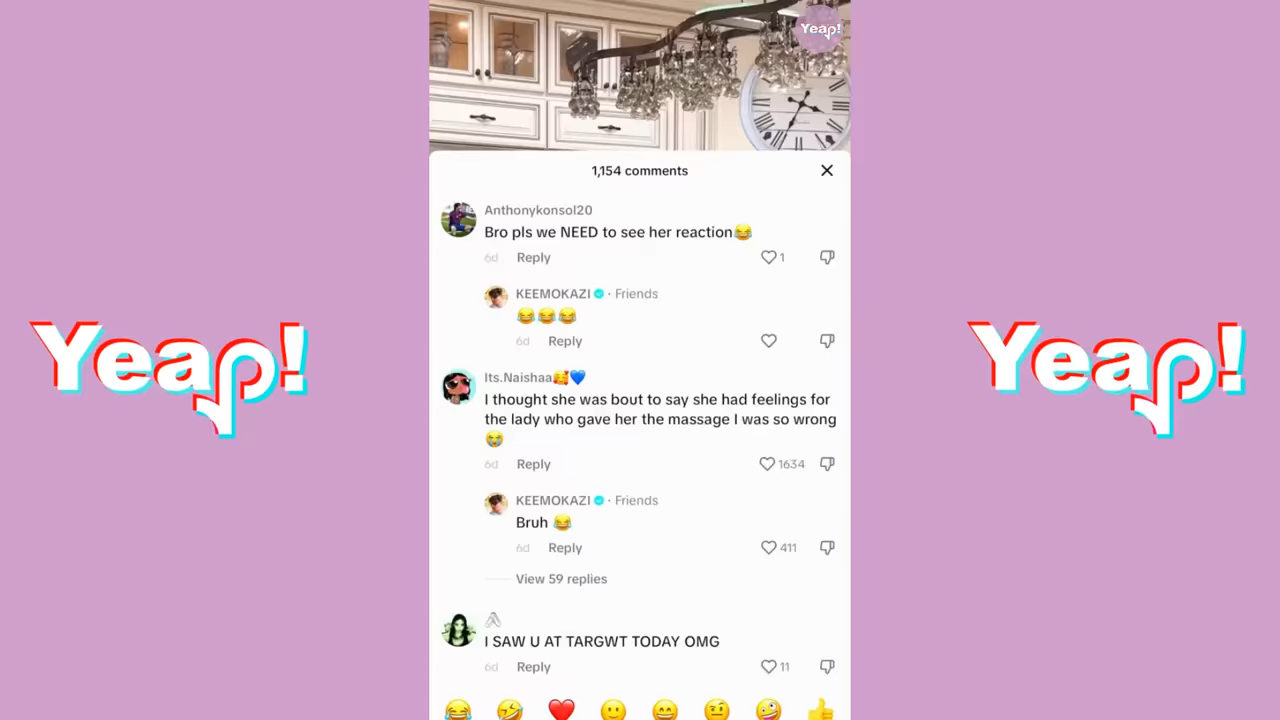 Yeap!
1,154 comments
Anthonykonsol20
Bro pls we NEED to see her reaction😂
6d Reply 1
KEEMOKAZI · Friends
😂😂😂
6d Reply
Its.Naishaa🥰💙
I thought she was bout to say she had feelings for
the lady who gave her the massage I was so wrong
😭
6d Reply 1634
KEEMOKAZI · Friends
Bruh 😂
6d Reply 411
View 59 replies
I SAW U AT TARGWT TODAY OMG
6d Reply 11
Yeap!
Yeap!